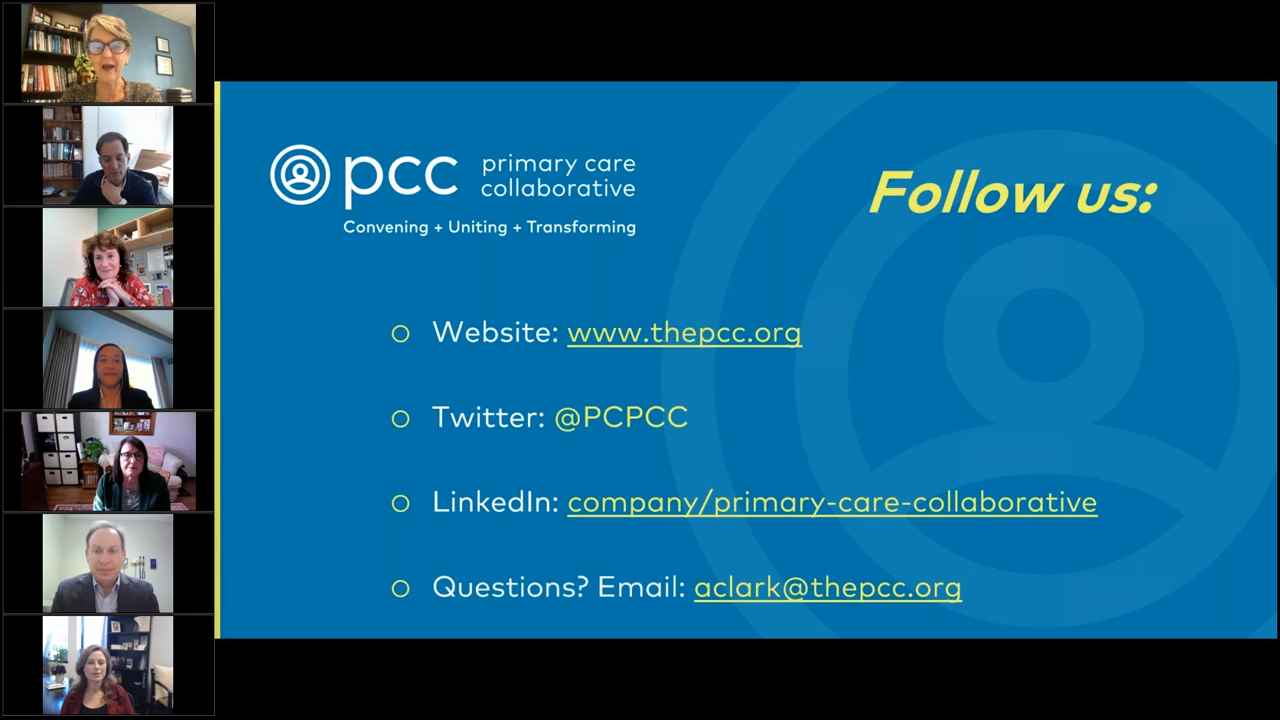 pcc primary care
collaborative
Convening + Uniting + Transforming
Follow us:
Website: www.thepcc.org
Twitter: @PCPCC
LinkedIn: company/primary-care-collaborative
Questions? Email: aclark@thepcc.org